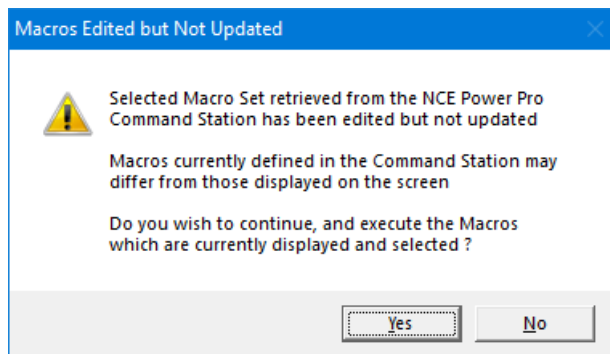 Macros Edited but Not Updated
Selected Macro Set retrieved from the NCE Power Pro
Command Station has been edited but not updated
Macros currently defined in the Command Station may
differ from those displayed on the screen
Do you wish to continue, and execute the Macros
which are currently displayed and selected ?
Yes
No